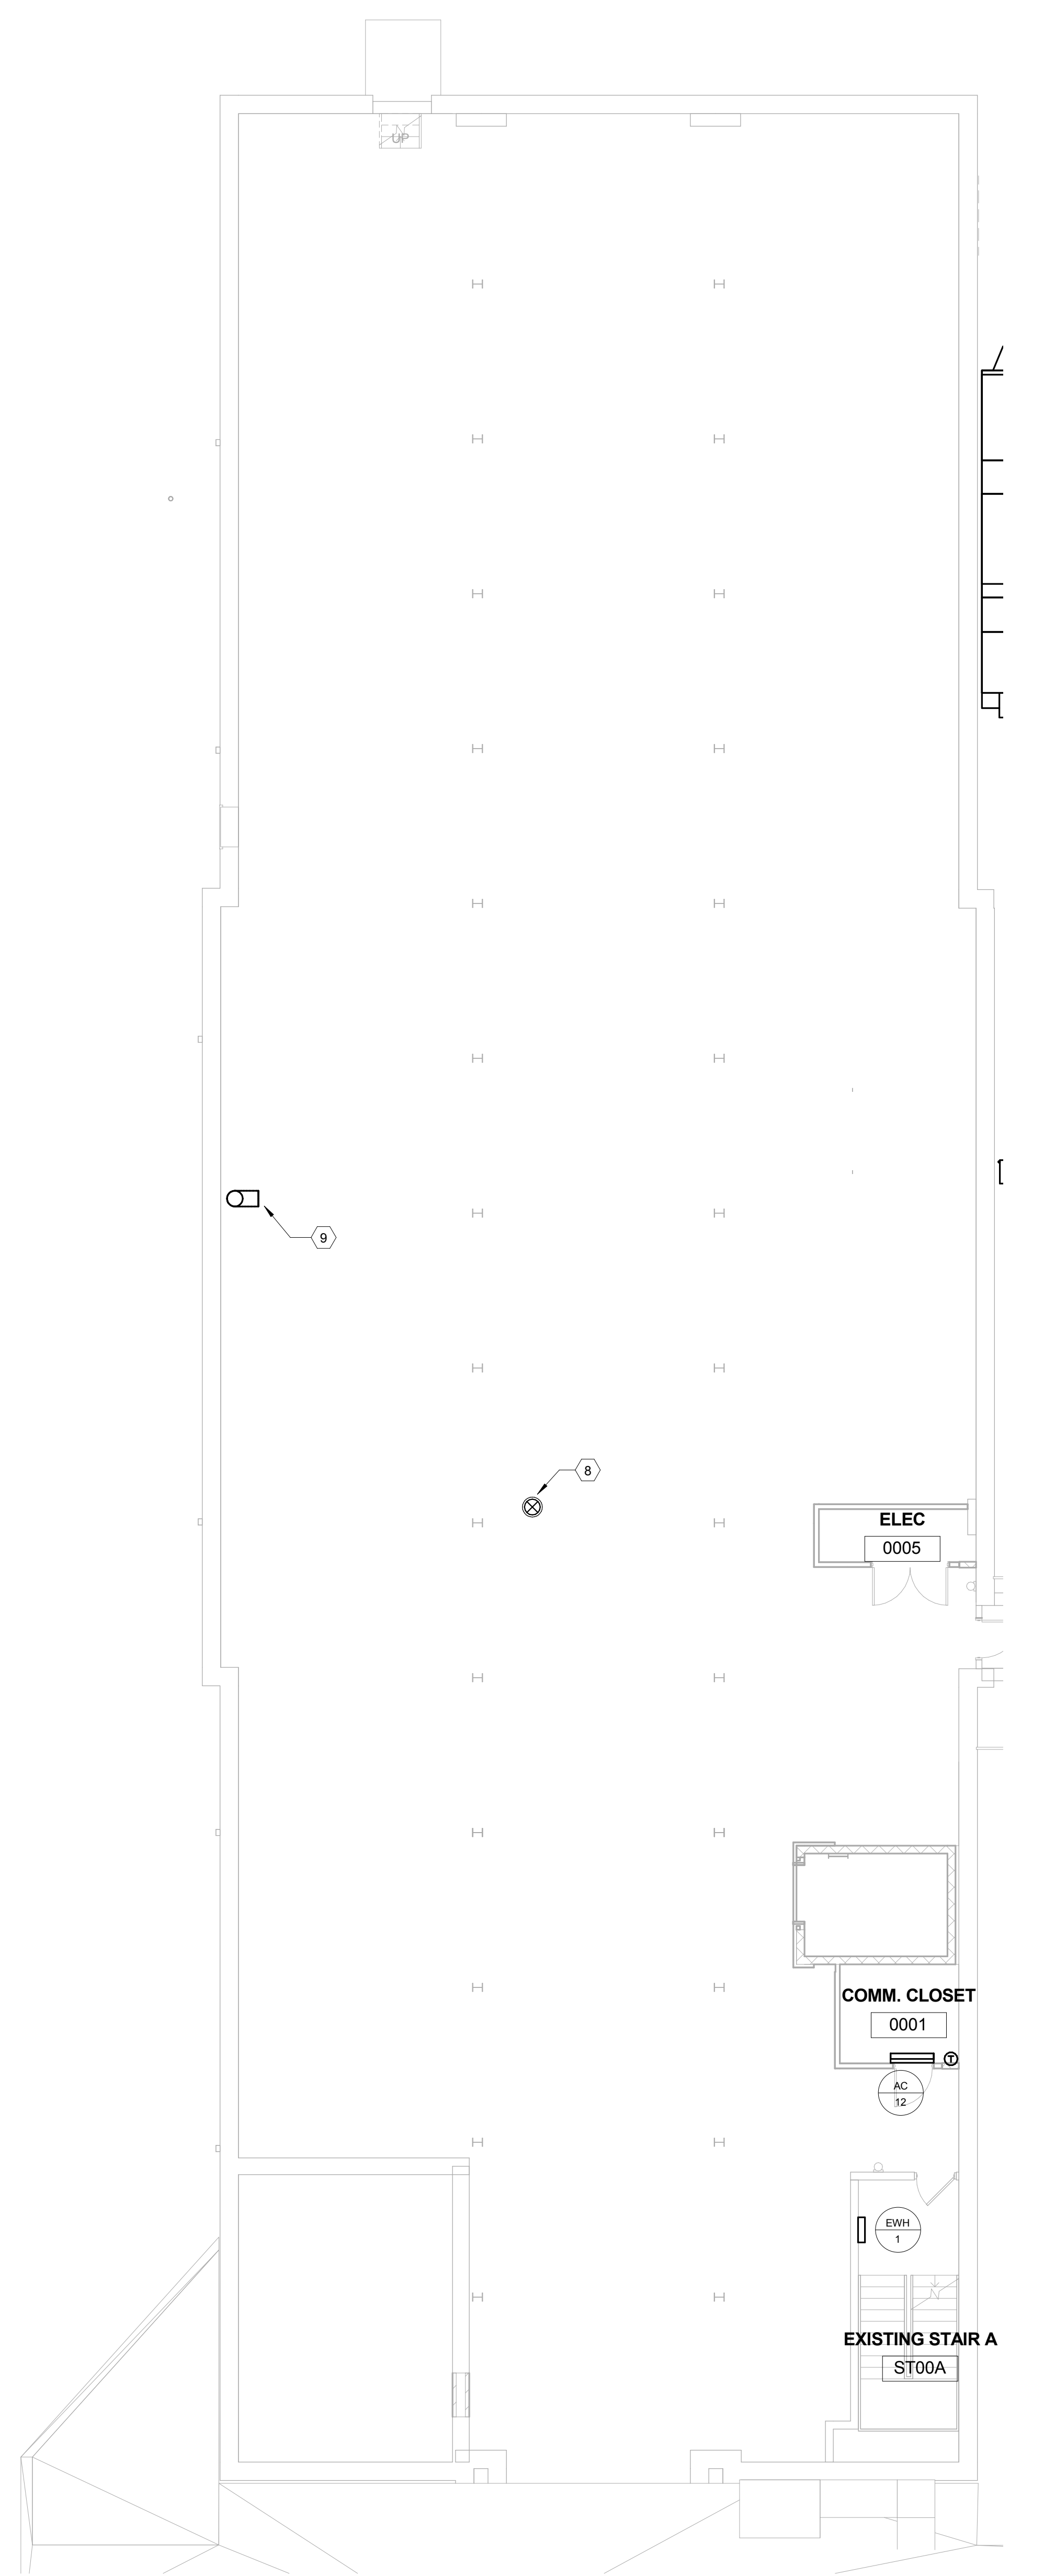 UP
9
8
ELEC
0005
COMM. CLOSET
0001
T
AC
12
EWH
1
EXISTING STAIR A
ST00A